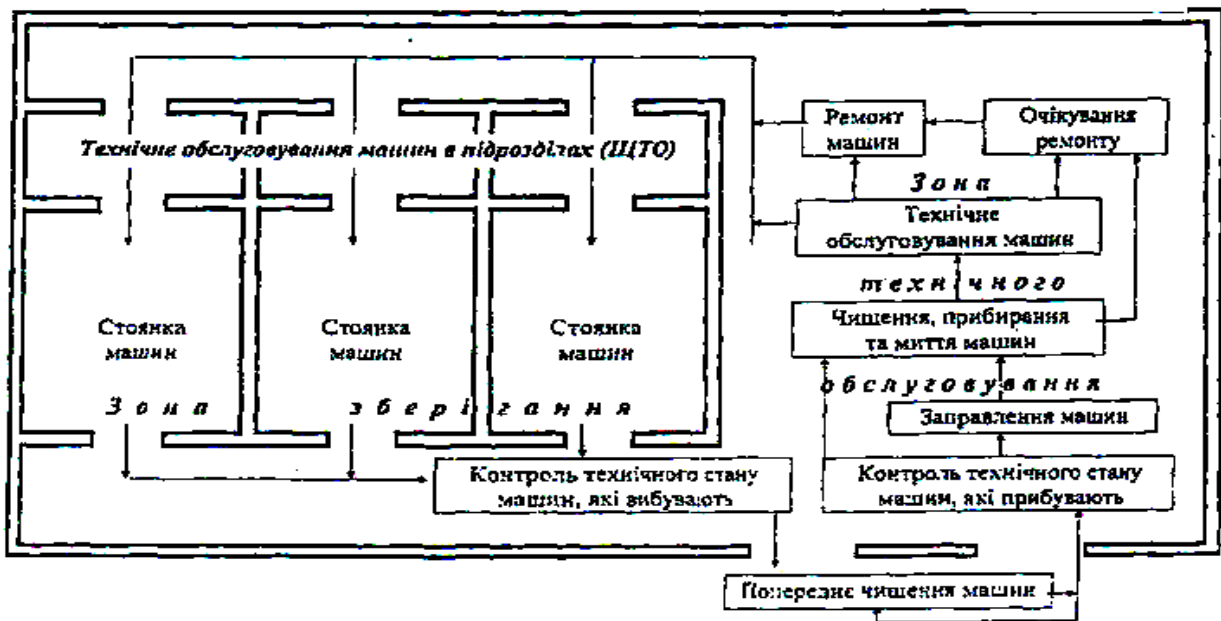 Ремонт
машин
Очікування
ремонту
Технічне обслуговування машин в підрозділах (ЩТО)
Зона
Технічне
обслуговування машин
технічного
Стоянка
машин
Стоянка
машин
Стоянка
машин
Чищення, прибирання
та миття машин
обслуговування
Зона зберігання
Заправлення машин
Контроль технічного стану
машин, які вибувають
Контроль технічного стану
машин, які прибувають
Попереднє чищення машин